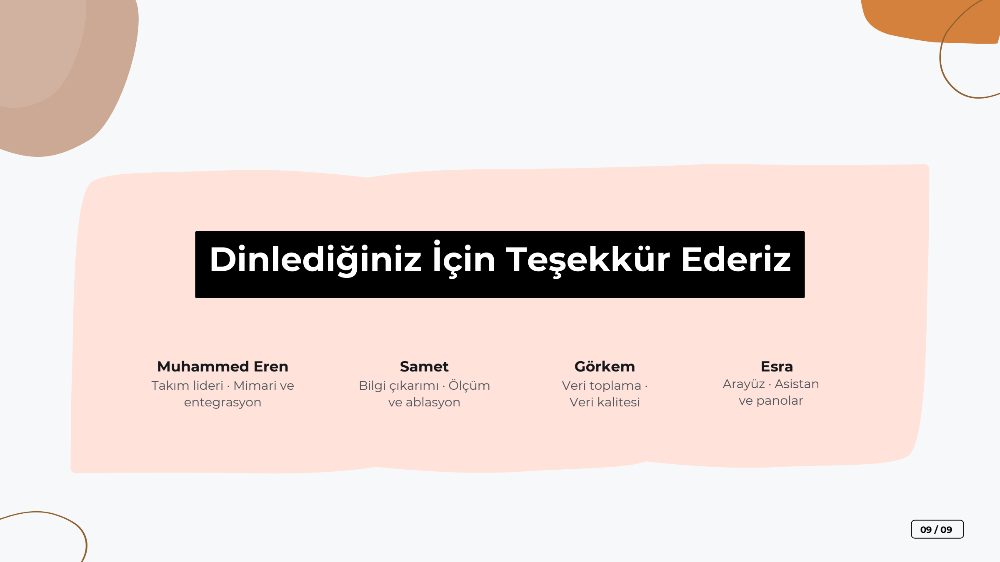 Dinlediğiniz İçin Teşekkür Ederiz
Muhammed Eren
Takım lideri · Mimari ve
entegrasyon
Samet
Bilgi çıkarımı · Ölçüm
ve ablasyon
Görkem
Veri toplama ·
Veri kalitesi
Esra
Arayüz · Asistan
ve panolar
09 / 09